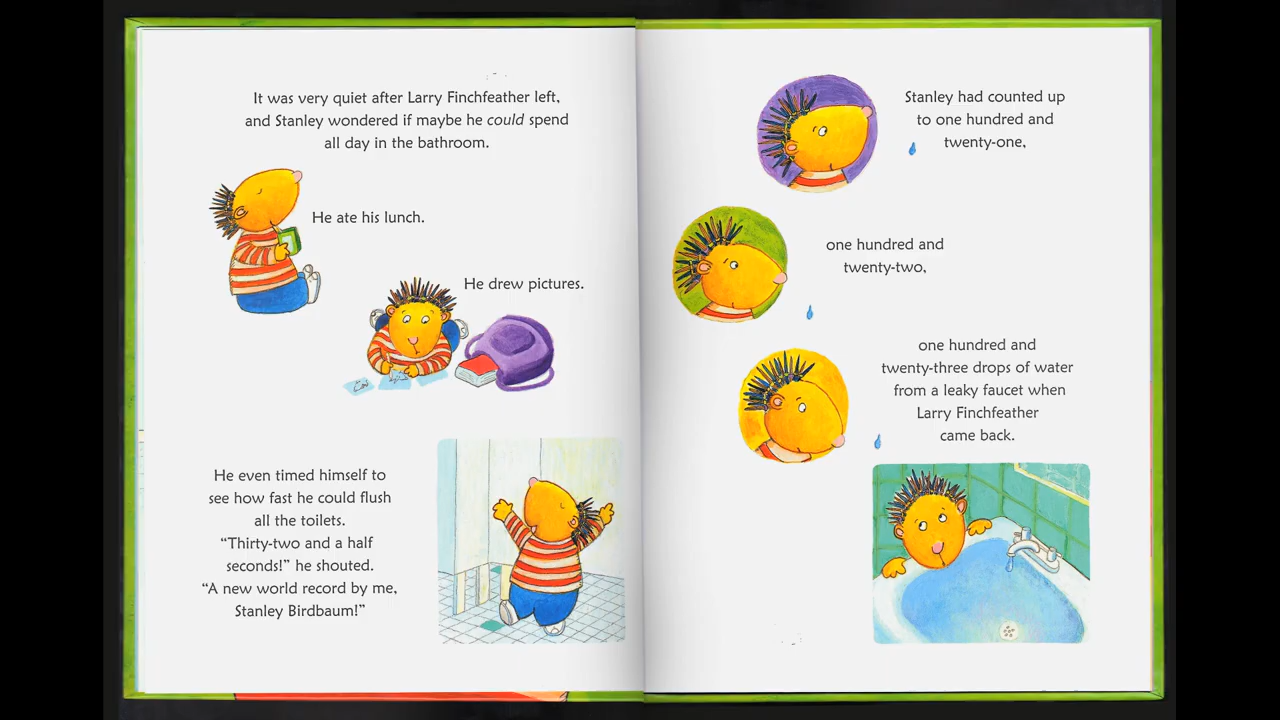 It was very quiet after Larry Finchfeather left,
and Stanley wondered if maybe he could spend
all day in the bathroom.
He ate his lunch.
He drew pictures.
He even timed himself to
see how fast he could flush
all the toilets.
“Thirty-two and a half
seconds!” he shouted.
“A new world record by me,
Stanley Birdbaum!”
Stanley had counted up
to one hundred and
twenty-one,
one hundred and
twenty-two,
one hundred and
twenty-three drops of water
from a leaky faucet when
Larry Finchfeather
came back.